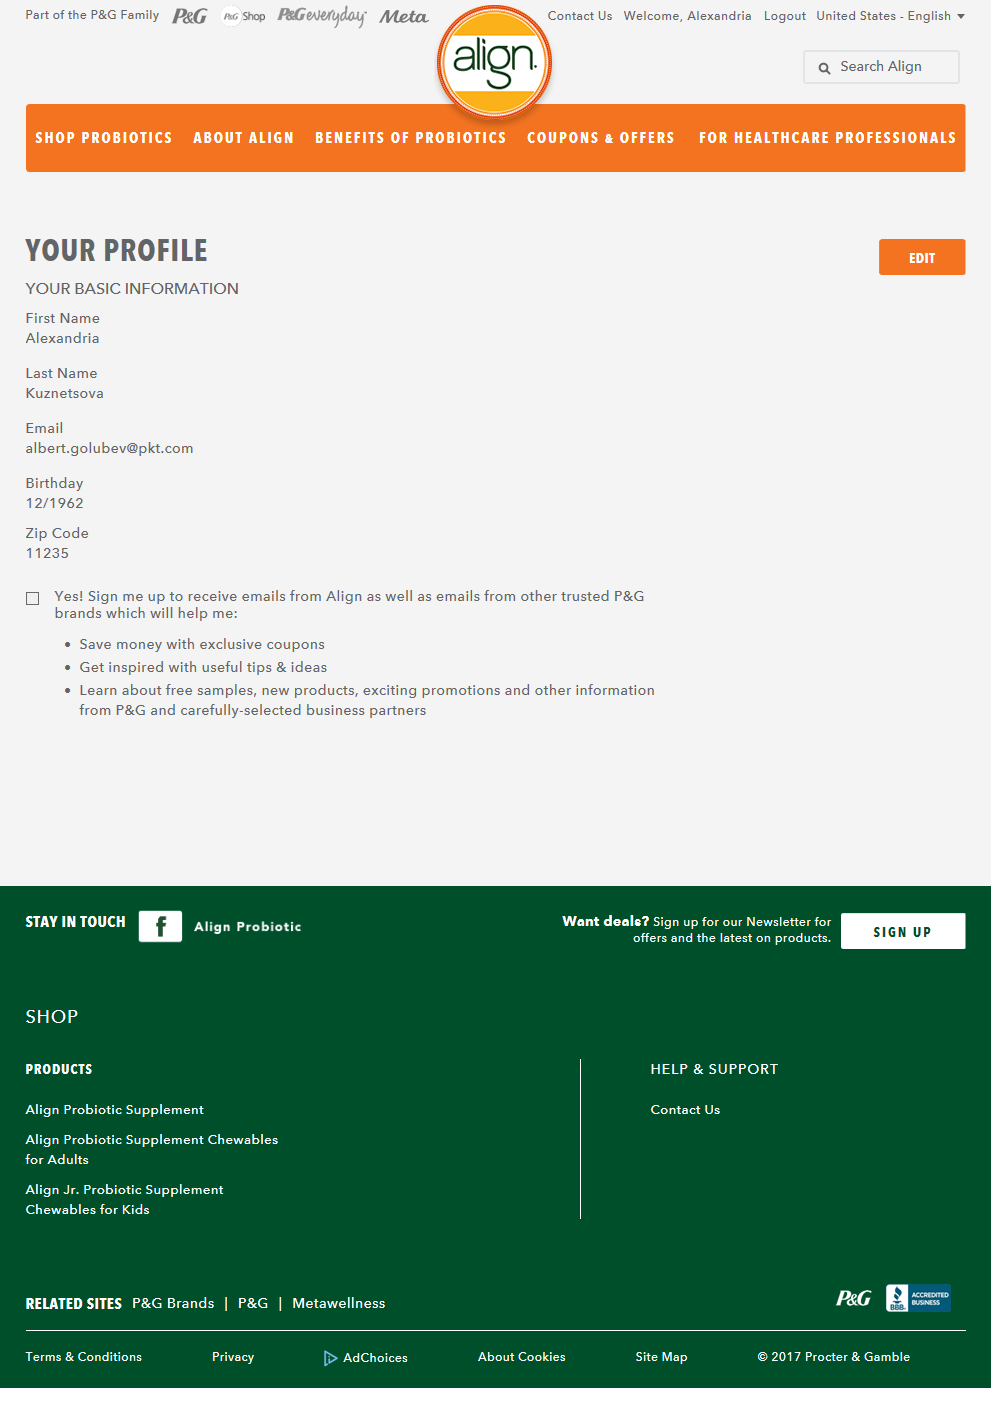 Part of the P&G Family P&G P&G Shop P&G everyday Meta
Contact Us Welcome, Alexandria Logout United States - English
align.
Search Align
SHOP PROBIOTICS ABOUT ALIGN BENEFITS OF PROBIOTICS COUPONS & OFFERS FOR HEALTHCARE PROFESSIONALS
YOUR PROFILE
EDIT
YOUR BASIC INFORMATION
First Name
Alexandria
Last Name
Kuznetsova
Email
albert.golubev@pkt.com
Birthday
12/1962
Zip Code
11235
Yes! Sign me up to receive emails from Align as well as emails from other trusted P&G
brands which will help me:
• Save money with exclusive coupons
• Get inspired with useful tips & ideas
• Learn about free samples, new products, exciting promotions and other information
from P&G and carefully-selected business partners
STAY IN TOUCH f Align Probiotic
Want deals? Sign up for our Newsletter for
offers and the latest on products.
SIGN UP
SHOP
PRODUCTS
Align Probiotic Supplement
Align Probiotic Supplement Chewables
for Adults
Align Jr. Probiotic Supplement
Chewables for Kids
HELP & SUPPORT
Contact Us
RELATED SITES P&G Brands | P&G | Metawellness
P&G
BBB. ACCREDITED
BUSINESS
Terms & Conditions Privacy AdChoices About Cookies Site Map © 2017 Procter & Gamble